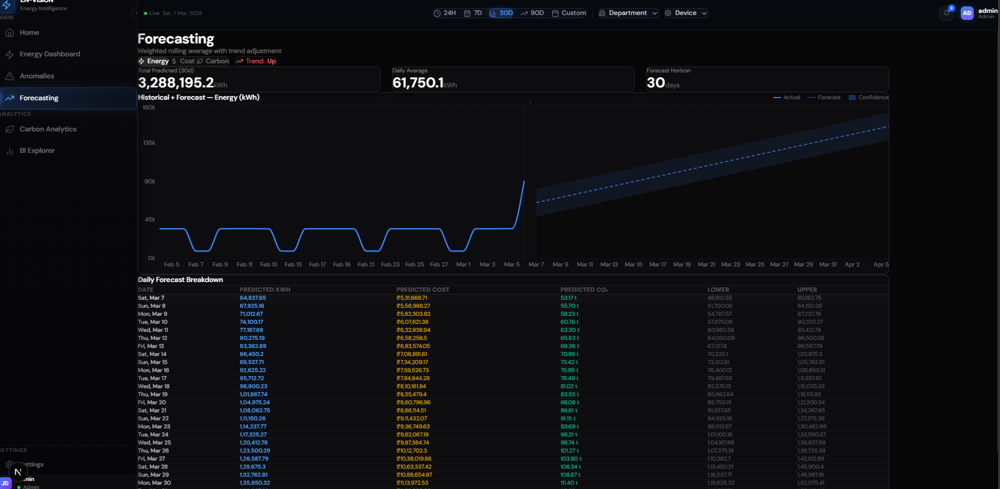 EN-VISION
Energy Intelligence
MAIN
Home
Energy Dashboard
Anomalies
Forecasting
ANALYTICS
Carbon Analytics
BI Explorer
SETTINGS
ettings
N
min
JD
Admin
Live Sat, 7 Mar, 2026
24H 7D 30D 90D Custom Department Device
3
AD
admin
Admin
Forecasting
Weighted rolling average with trend adjustment
Energy $ Cost Carbon Trend: Up
Total Predicted (30d)
3,288,195.2 kWh
Daily Average
61,750.1 kWh
Forecast Horizon
30 days
Historical + Forecast — Energy (kWh)
Actual Forecast Confidence
180k
135k
90k
45k
0k
Feb 5 Feb 7 Feb 9 Feb 11 Feb 13 Feb 15 Feb 17 Feb 19 Feb 21 Feb 23 Feb 25 Feb 27 Mar 1 Mar 3 Mar 5 Mar 7 Mar 9 Mar 11 Mar 13 Mar 15 Mar 17 Mar 19 Mar 21 Mar 23 Mar 25 Mar 27 Mar 29 Mar 31 Apr 2 Apr 5
Daily Forecast Breakdown
DATE PREDICTED KWH PREDICTED COST PREDICTED CO₂ LOWER UPPER
Sat, Mar 7 64,837.65 ₹5,31,668.71 53.17 t 48,612.55 81,062.75
Sun, Mar 8 67,925.16 ₹5,56,986.27 55.70 t 51,700.06 84,150.26
Mon, Mar 9 71,012.67 ₹5,82,303.82 58.23 t 54,787.57 87,237.76
Tue, Mar 10 74,100.17 ₹6,07,621.38 60.76 t 57,875.08 90,325.27
Wed, Mar 11 77,187.68 ₹6,32,938.94 63.30 t 60,962.58 93,412.78
Thu, Mar 12 80,275.19 ₹6,58,256.5 65.83 t 64,050.09 96,500.28
Fri, Mar 13 83,362.69 ₹6,83,574.05 68.36 t 67,137.6 99,587.79
Sat, Mar 14 86,450.2 ₹7,08,891.61 70.89 t 70,225.1 1,02,675.3
Sun, Mar 15 89,537.71 ₹7,34,209.17 73.42 t 73,312.61 1,05,762.81
Mon, Mar 16 92,625.22 ₹7,59,526.73 75.95 t 76,400.12 1,08,850.31
Tue, Mar 17 95,712.72 ₹7,84,844.28 78.49 t 79,487.63 1,11,937.82
Wed, Mar 18 98,800.23 ₹8,10,161.84 81.02 t 82,575.13 1,15,025.33
Thu, Mar 19 1,01,887.74 ₹8,35,479.4 83.55 t 85,662.64 1,18,112.83
Fri, Mar 20 1,04,975.24 ₹8,60,796.96 86.08 t 88,750.15 1,21,200.34
Sat, Mar 21 1,08,062.75 ₹8,86,114.51 88.61 t 91,837.65 1,24,287.85
Sun, Mar 22 1,11,150.26 ₹9,11,432.07 91.15 t 94,925.16 1,27,375.36
Mon, Mar 23 1,14,237.77 ₹9,36,749.63 93.68 t 98,012.67 1,30,462.86
Tue, Mar 24 1,17,325.27 ₹9,62,067.19 96.21 t 1,01,100.18 1,33,550.37
Wed, Mar 25 1,20,412.78 ₹9,87,384.74 98.74 t 1,04,187.68 1,36,637.88
Thu, Mar 26 1,23,500.29 ₹10,12,702.3 101.27 t 1,07,275.19 1,39,725.38
Fri, Mar 27 1,26,587.79 ₹10,38,019.86 103.80 t 1,10,362.7 1,42,812.89
Sat, Mar 28 1,29,675.3 ₹10,63,337.42 106.34 t 1,13,450.21 1,45,900.4
Sun, Mar 29 1,32,762.81 ₹10,88,654.97 108.87 t 1,16,537.71 1,48,987.91
Mon, Mar 30 1,35,850.32 ₹11,13,972.53 111.40 t 1,19,625.22 1,52,075.41